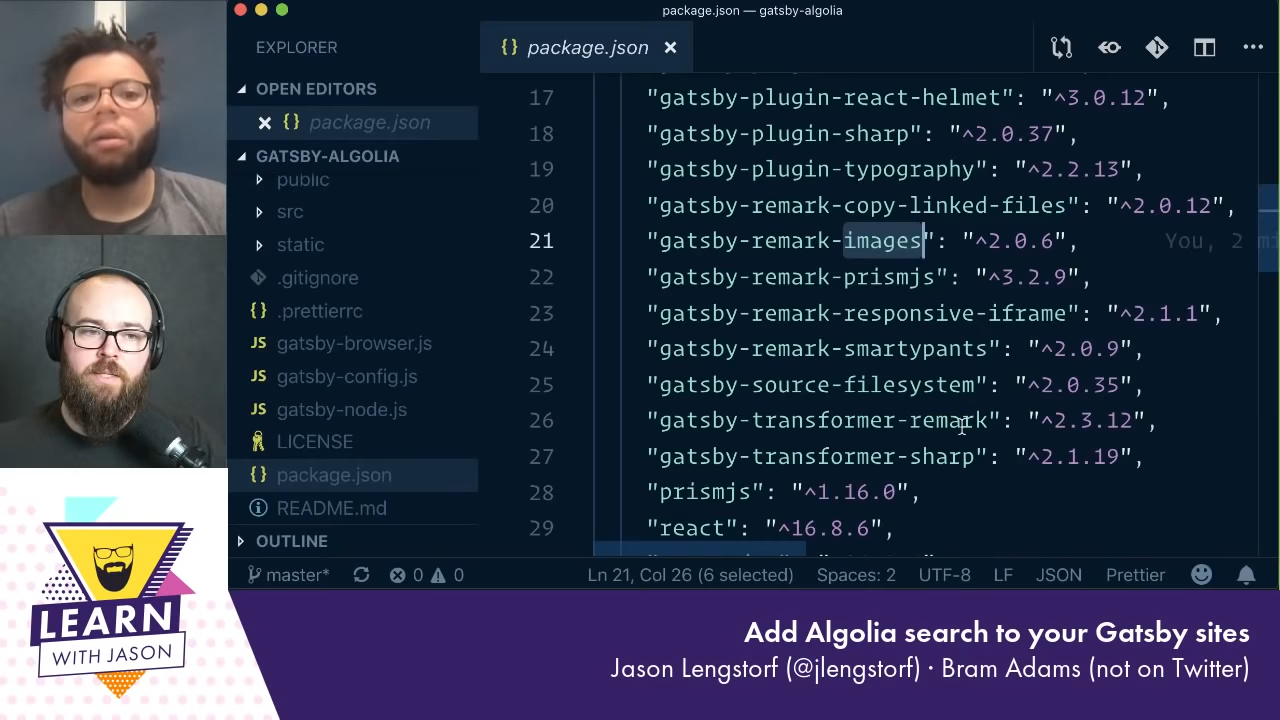 package.json — gatsby-algolia
EXPLORER
OPEN EDITORS
{} package.json
GATSBY-ALGOLIA
public
src
static
.gitignore
{} .prettierrc
JS gatsby-browser.js
JS gatsby-config.js
JS gatsby-node.js
LICENSE
{} package.json
README.md
OUTLINE
{} package.json
17 "gatsby-plugin-react-helmet": "^3.0.12",
18 "gatsby-plugin-sharp": "^2.0.37",
19 "gatsby-plugin-typography": "^2.2.13",
20 "gatsby-remark-copy-linked-files": "^2.0.12",
21 "gatsby-remark-images": "^2.0.6", You, 2 mi
22 "gatsby-remark-prismjs": "^3.2.9",
23 "gatsby-remark-responsive-iframe": "^2.1.1",
24 "gatsby-remark-smartypants": "^2.0.9",
25 "gatsby-source-filesystem": "^2.0.35",
26 "gatsby-transformer-remark": "^2.3.12",
27 "gatsby-transformer-sharp": "^2.1.19",
28 "prismjs": "^1.16.0",
29 "react": "^16.8.6",
master* 0 0 Ln 21, Col 26 (6 selected) Spaces: 2 UTF-8 LF JSON Prettier
LEARN
WITH JASON
Add Algolia search to your Gatsby sites
Jason Lengstorf (@jlengstorf) · Bram Adams (not on Twitter)